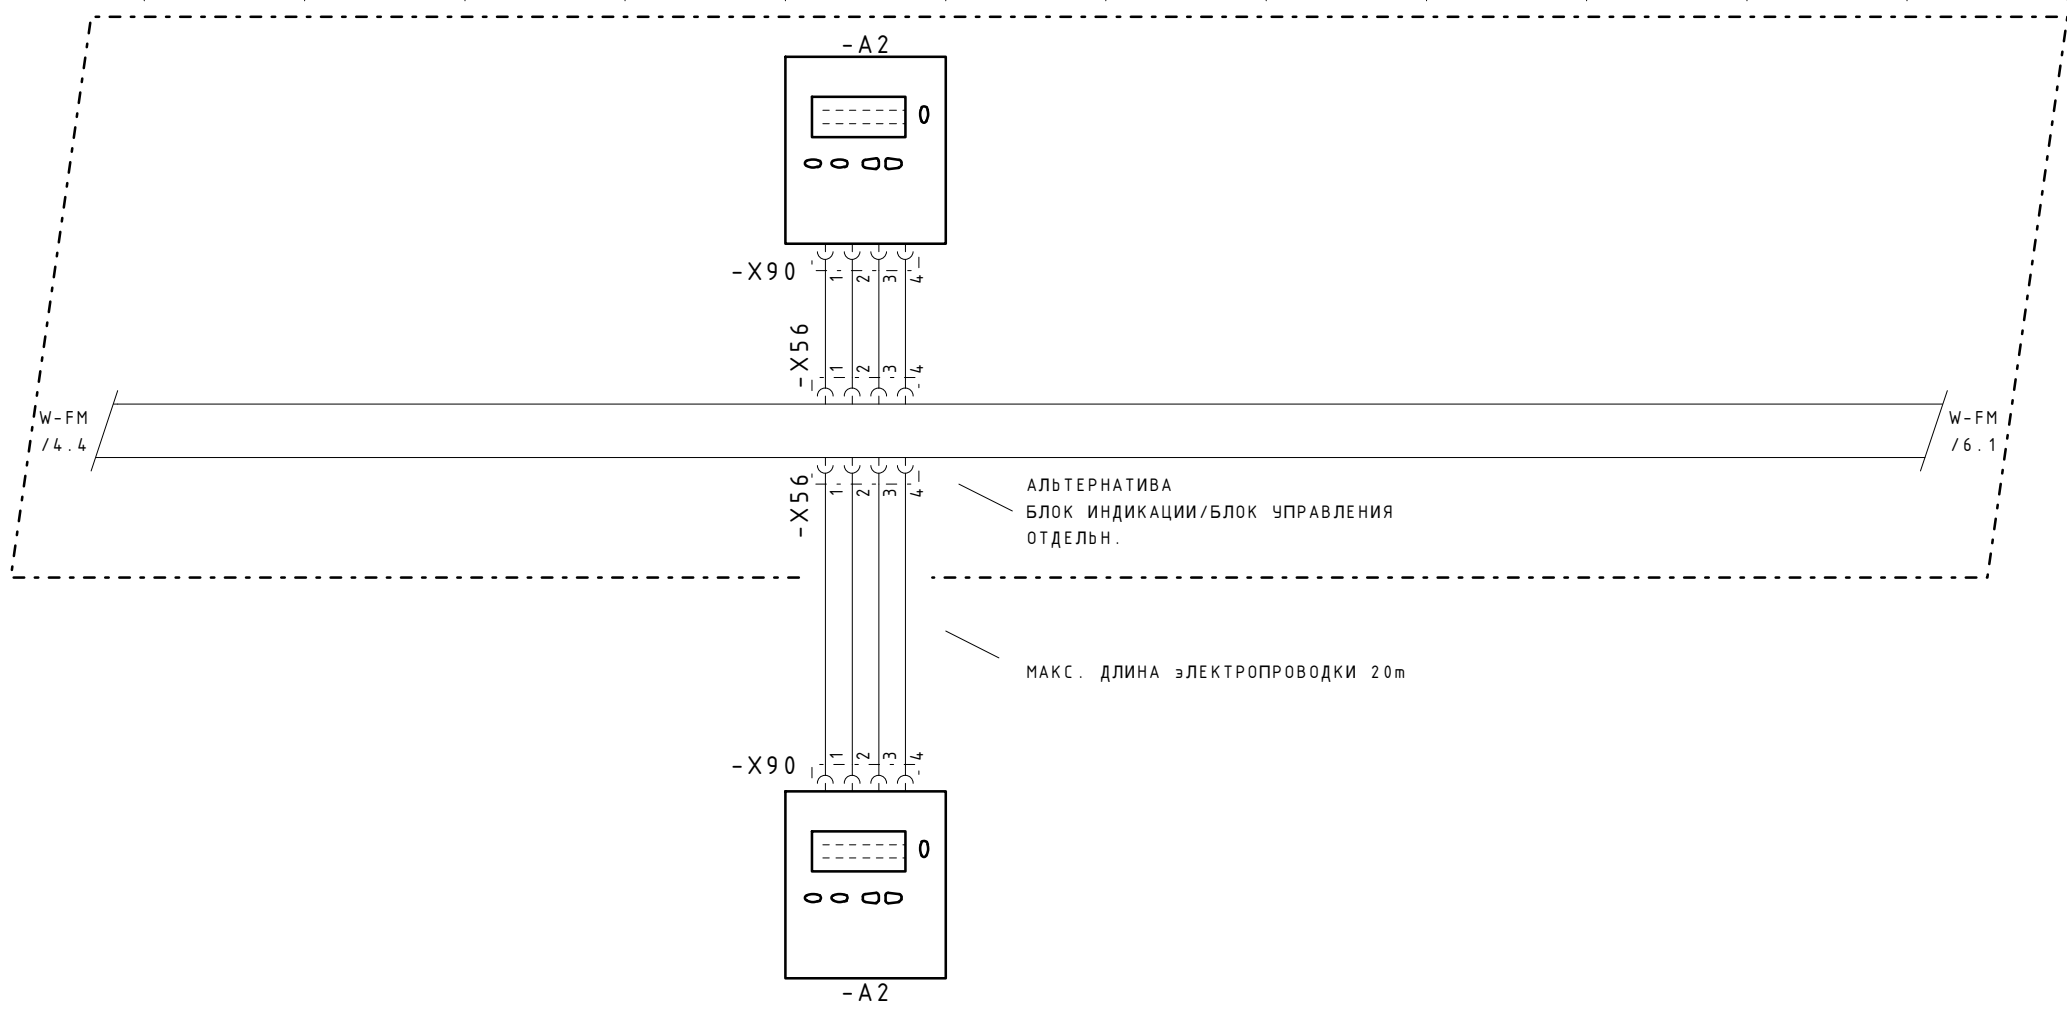 -A2
-X90
1 2 3 4
-X56
1 2 3 4
W-FM
/4.4
W-FM
/6.1
-X56
1 2 3 4
АЛЬТЕРНАТИВА
БЛОК ИНДИКАЦИИ/БЛОК УПРАВЛЕНИЯ
ОТДЕЛЬН.
МАКС. ДЛИНА эЛЕКТРОПРОВОДКИ 20m
-X90
1 2 3 4
-A2